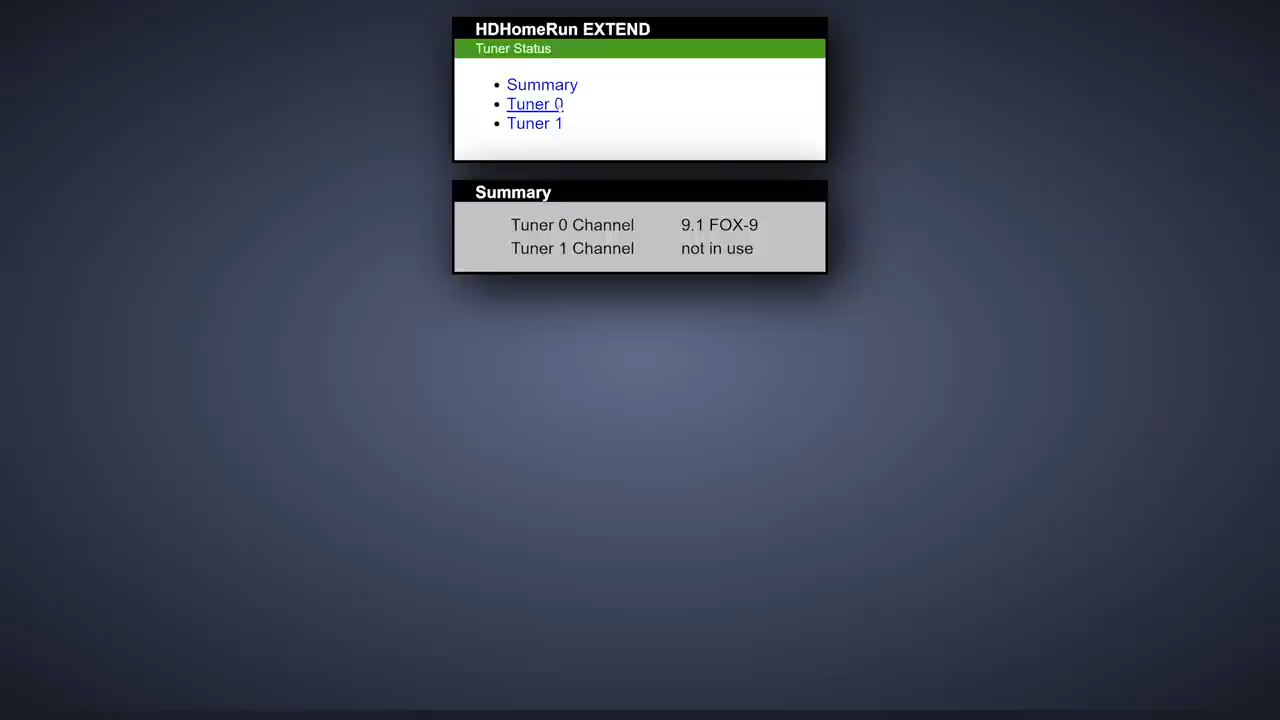 HDHomeRun EXTEND
Tuner Status
Summary
Tuner 0
Tuner 1
Summary
Tuner 0 Channel 9.1 FOX-9
Tuner 1 Channel not in use